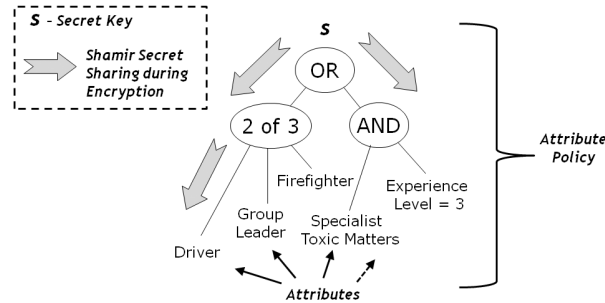 S - Secret Key
Shamir Secret
Sharing during
Encryption
S
OR
2 of 3
AND
Firefighter
Experience
Level = 3
Group
Leader
Specialist
Toxic Matters
Driver
Attributes
Attribute
Policy